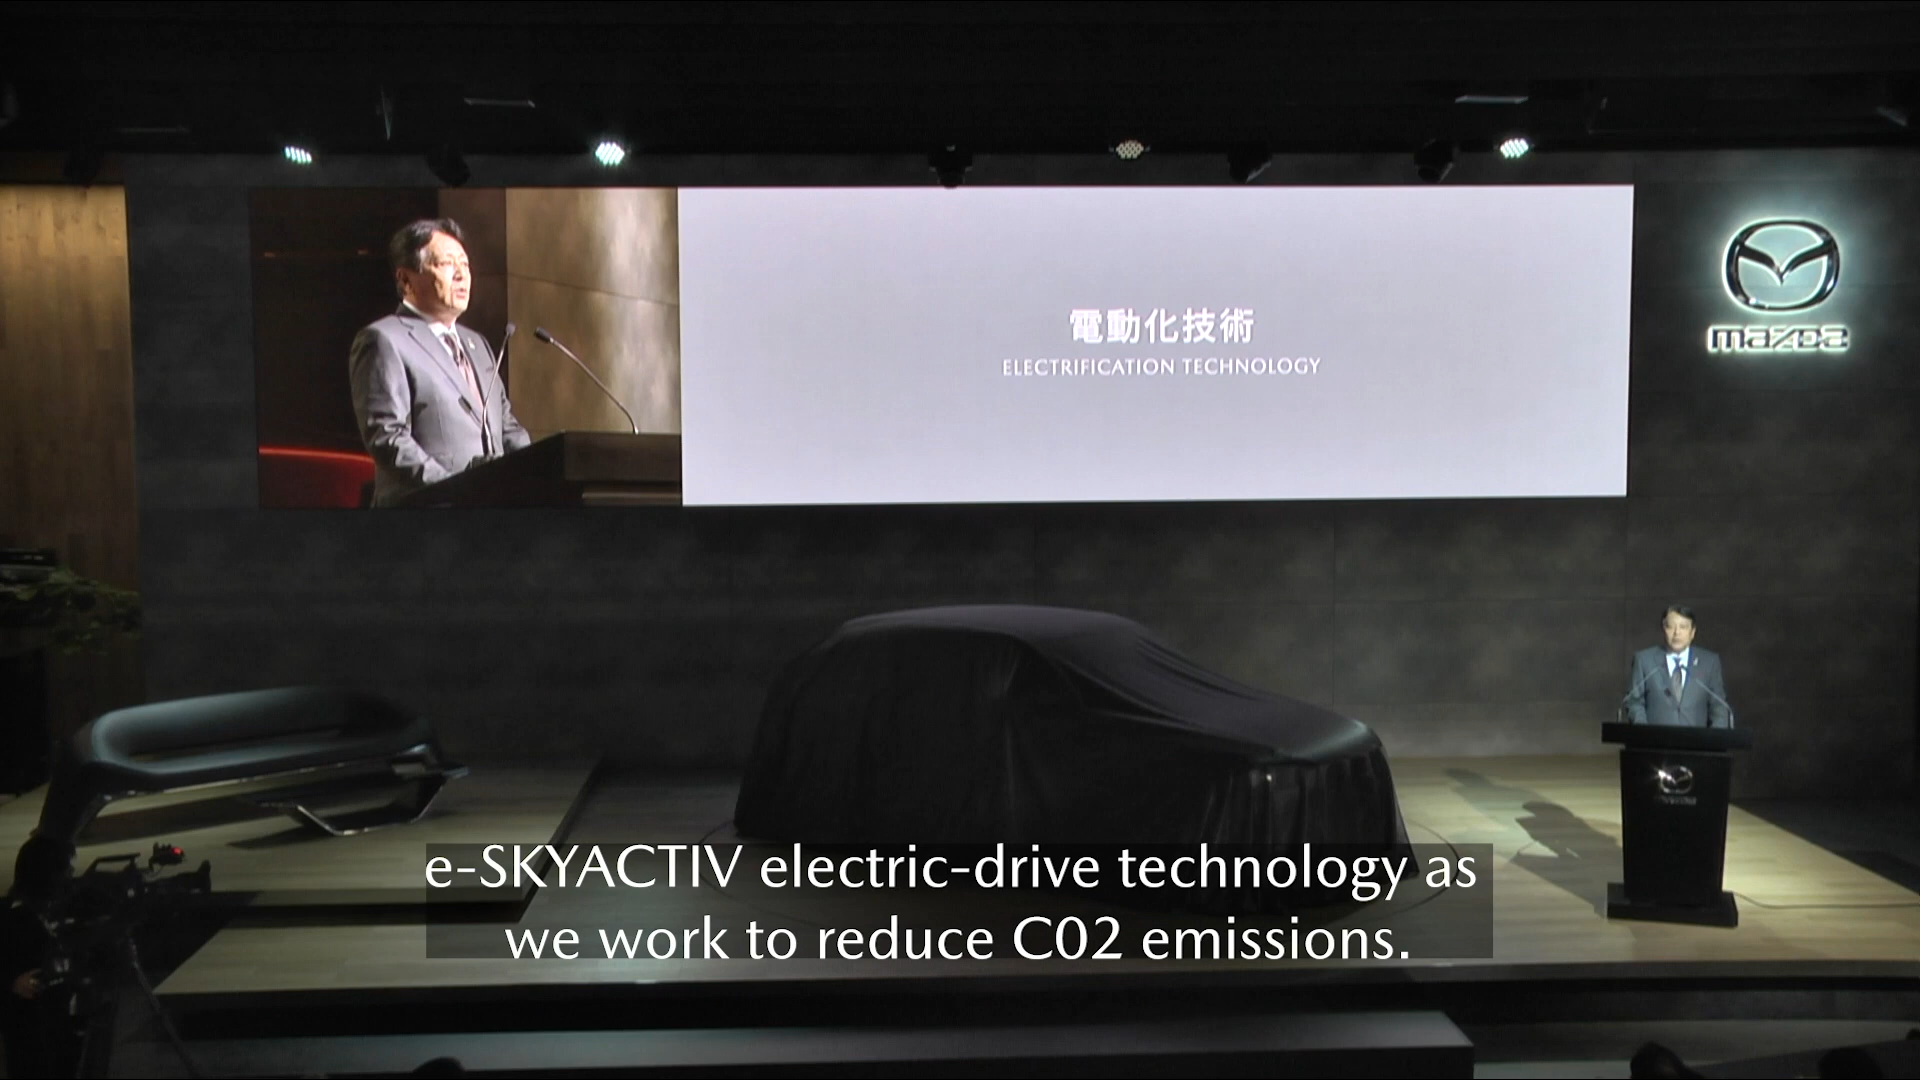 電動化技術
ELECTRIFICATION TECHNOLOGY
mazda
e-SKYACTIV electric-drive technology as
we work to reduce C02 emissions.